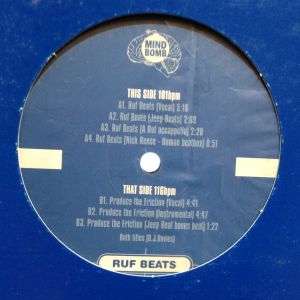 MIND
BOMB
THIS SIDE 101bpm
A1. Ruf Beats (Vocal) 5:18
A2. Ruf Beats (Jeep Beats) 2:09
A3. Ruf Beats (A Ruf accappella) 2:20
A4. Ruf Beats (Nick Reece - Human beatbox) 0:51
THAT SIDE 116bpm
B1. Produce the Friction (Vocal) 4:41
B2. Produce the Friction (Instrumental) 4:47
B3. Produce the Friction (Jeep Beat bonus beat) 1:22
Both titles (D.J.Davies)
RUF BEATS